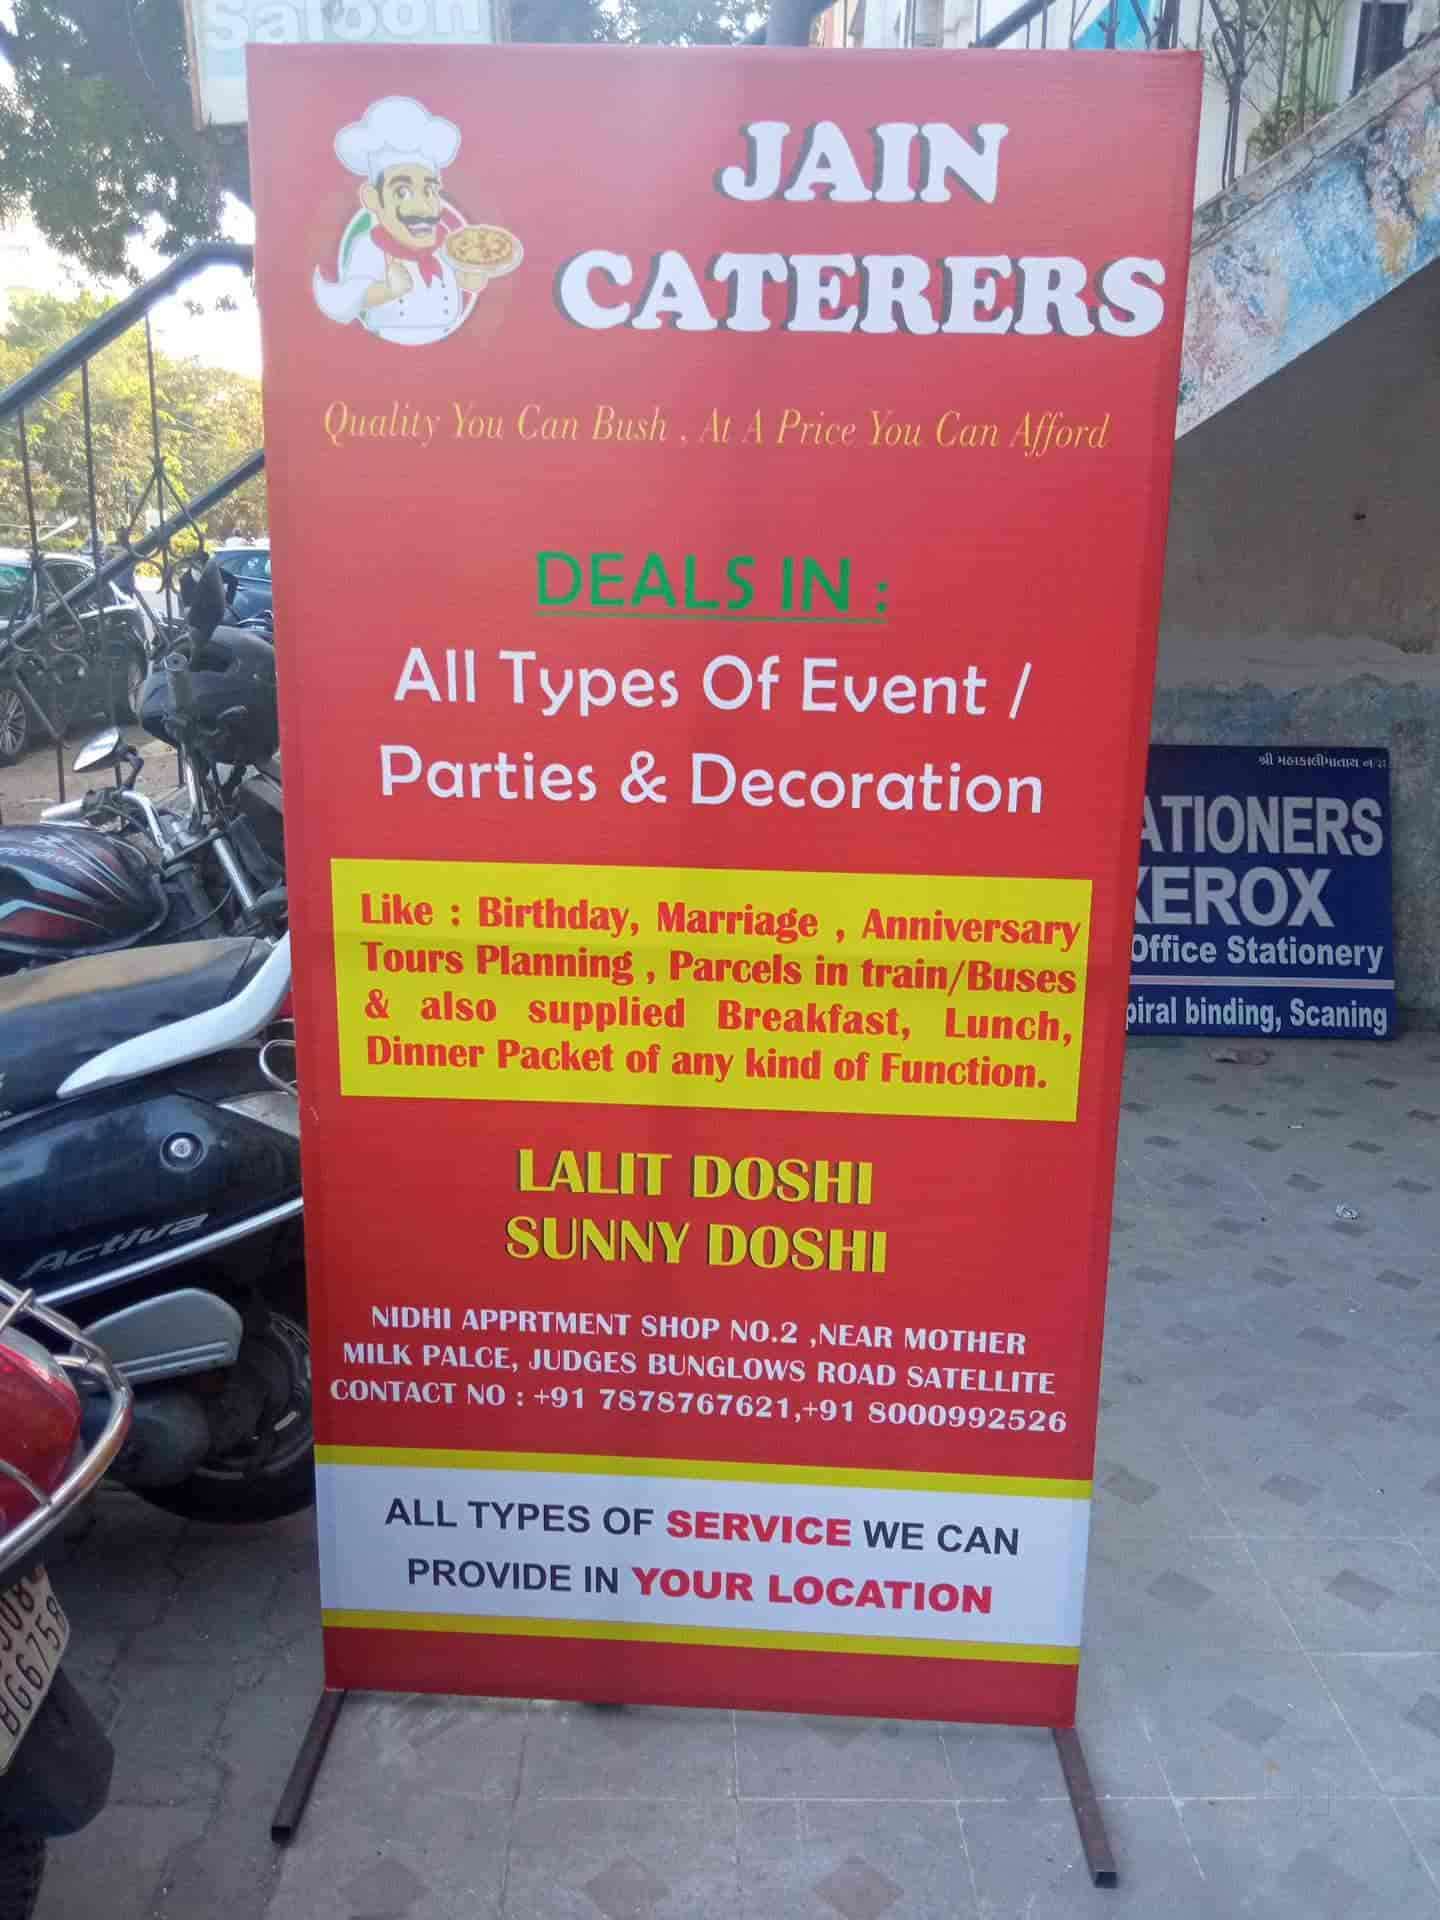 Saloon
JAIN
CATERERS
Quality You Can Bush , At A Price You Can Afford
DEALS IN :
All Types Of Event /
Parties & Decoration
Like : Birthday, Marriage , Anniversary
Tours Planning , Parcels in train/Buses
& also supplied Breakfast, Lunch,
Dinner Packet of any kind of Function.
LALIT DOSHI
SUNNY DOSHI
NIDHI APPRTMENT SHOP NO.2 ,NEAR MOTHER
MILK PALCE, JUDGES BUNGLOWS ROAD SATELLITE
CONTACT NO : +91 7878767621,+91 8000992526
ALL TYPES OF SERVICE WE CAN
PROVIDE IN YOUR LOCATION
શ્રી મહાકાલીમાતાય
ATIONERS
XEROX
Office Stationery
piral binding, Scaning
Activa
BG6758